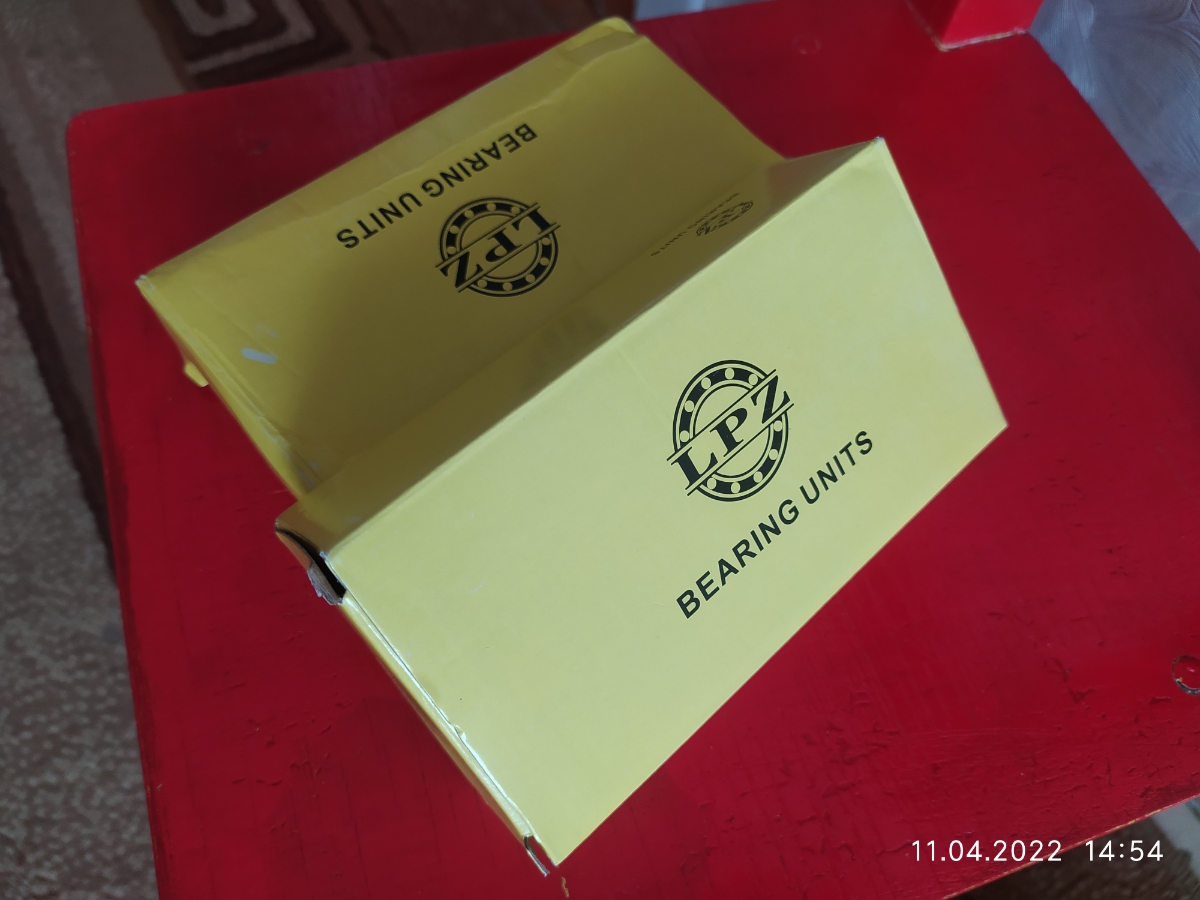 BEARING UNITS
LPZ
LPZ
BEARING UNITS
11.04.2022 14:54